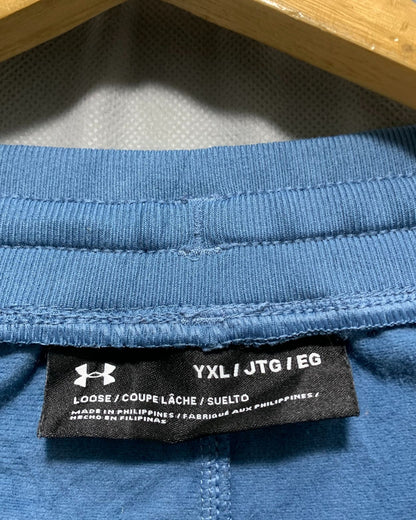 YXL / JTG / EG
LOOSE / COUPE LÂCHE / SUELTO
MADE IN PHILIPPINES / FABRIQUÉ AUX PHILIPPINES /
HECHO EN FILIPINAS